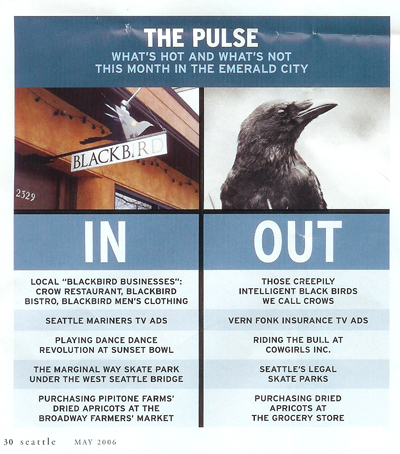 THE PULSE
WHAT'S HOT AND WHAT'S NOT
THIS MONTH IN THE EMERALD CITY
BLACKBIRD
2329
IN
OUT
LOCAL "BLACKBIRD BUSINESSES":
CROW RESTAURANT, BLACKBIRD
BISTRO, BLACKBIRD MEN'S CLOTHING
THOSE CREEPILY
INTELLIGENT BLACK BIRDS
WE CALL CROWS
SEATTLE MARINERS TV ADS
VERN FONK INSURANCE TV ADS
PLAYING DANCE DANCE
REVOLUTION AT SUNSET BOWL
RIDING THE BULL AT
COWGIRLS INC.
THE MARGINAL WAY SKATE PARK
UNDER THE WEST SEATTLE BRIDGE
SEATTLE'S LEGAL
SKATE PARKS
PURCHASING PIPITONE FARMS'
DRIED APRICOTS AT THE
BROADWAY FARMERS' MARKET
PURCHASING DRIED
APRICOTS AT
THE GROCERY STORE
30 seattle MAY 2006